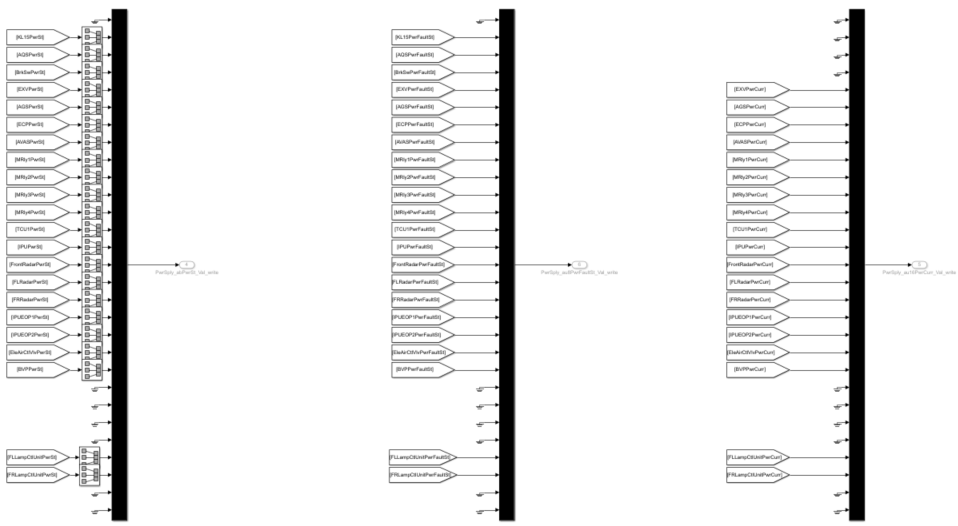 [KL15PwrSt]
[AQSPwrSt]
[BrkSwPwrSt]
[EXVPwrSt]
[AGSPwrSt]
[ECPPwrSt]
[AVASPwrSt]
[MRly1PwrSt]
[MRly2PwrSt]
[MRly3PwrSt]
[MRly4PwrSt]
[TCU1PwrSt]
[IPUPwrSt]
[FrontRadarPwrSt]
[FLRadarPwrSt]
[FRRadarPwrSt]
[IPUEOP1PwrSt]
[IPUEOP2PwrSt]
[EleAirCtlVlvPwrSt]
[BVPPwrSt]
[FLLampCtlUnitPwrSt]
[FRLampCtlUnitPwrSt]
[KL15PwrFaultSt]
[AQSPwrFaultSt]
[BrkSwPwrFaultSt]
[EXVPwrFaultSt]
[AGSPwrFaultSt]
[ECPPwrFaultSt]
[AVASPwrFaultSt]
[MRly1PwrFaultSt]
[MRly2PwrFaultSt]
[MRly3PwrFaultSt]
[MRly4PwrFaultSt]
[TCU1PwrFaultSt]
[IPUPwrFaultSt]
[FrontRadarPwrFaultSt]
[FLRadarPwrFaultSt]
[FRRadarPwrFaultSt]
[IPUEOP1PwrFaultSt]
[IPUEOP2PwrFaultSt]
[EleAirCtlVlvPwrFaultSt]
[BVPPwrFaultSt]
[FLLampCtlUnitPwrFaultSt]
[FRLampCtlUnitPwrFaultSt]
[EXVPwrCurr]
[AGSPwrCurr]
[ECPPwrCurr]
[AVASPwrCurr]
[MRly1PwrCurr]
[MRly2PwrCurr]
[MRly3PwrCurr]
[MRly4PwrCurr]
[TCU1PwrCurr]
[IPUPwrCurr]
[FrontRadarPwrCurr]
[FLRadarPwrCurr]
[FRRadarPwrCurr]
[IPUEOP1PwrCurr]
[IPUEOP2PwrCurr]
[EleAirCtlVlvPwrCurr]
[BVPPwrCurr]
[FLLampCtlUnitPwrCurr]
[FRLampCtlUnitPwrCurr]
PwrSply_au16PwrCurr_Val_write